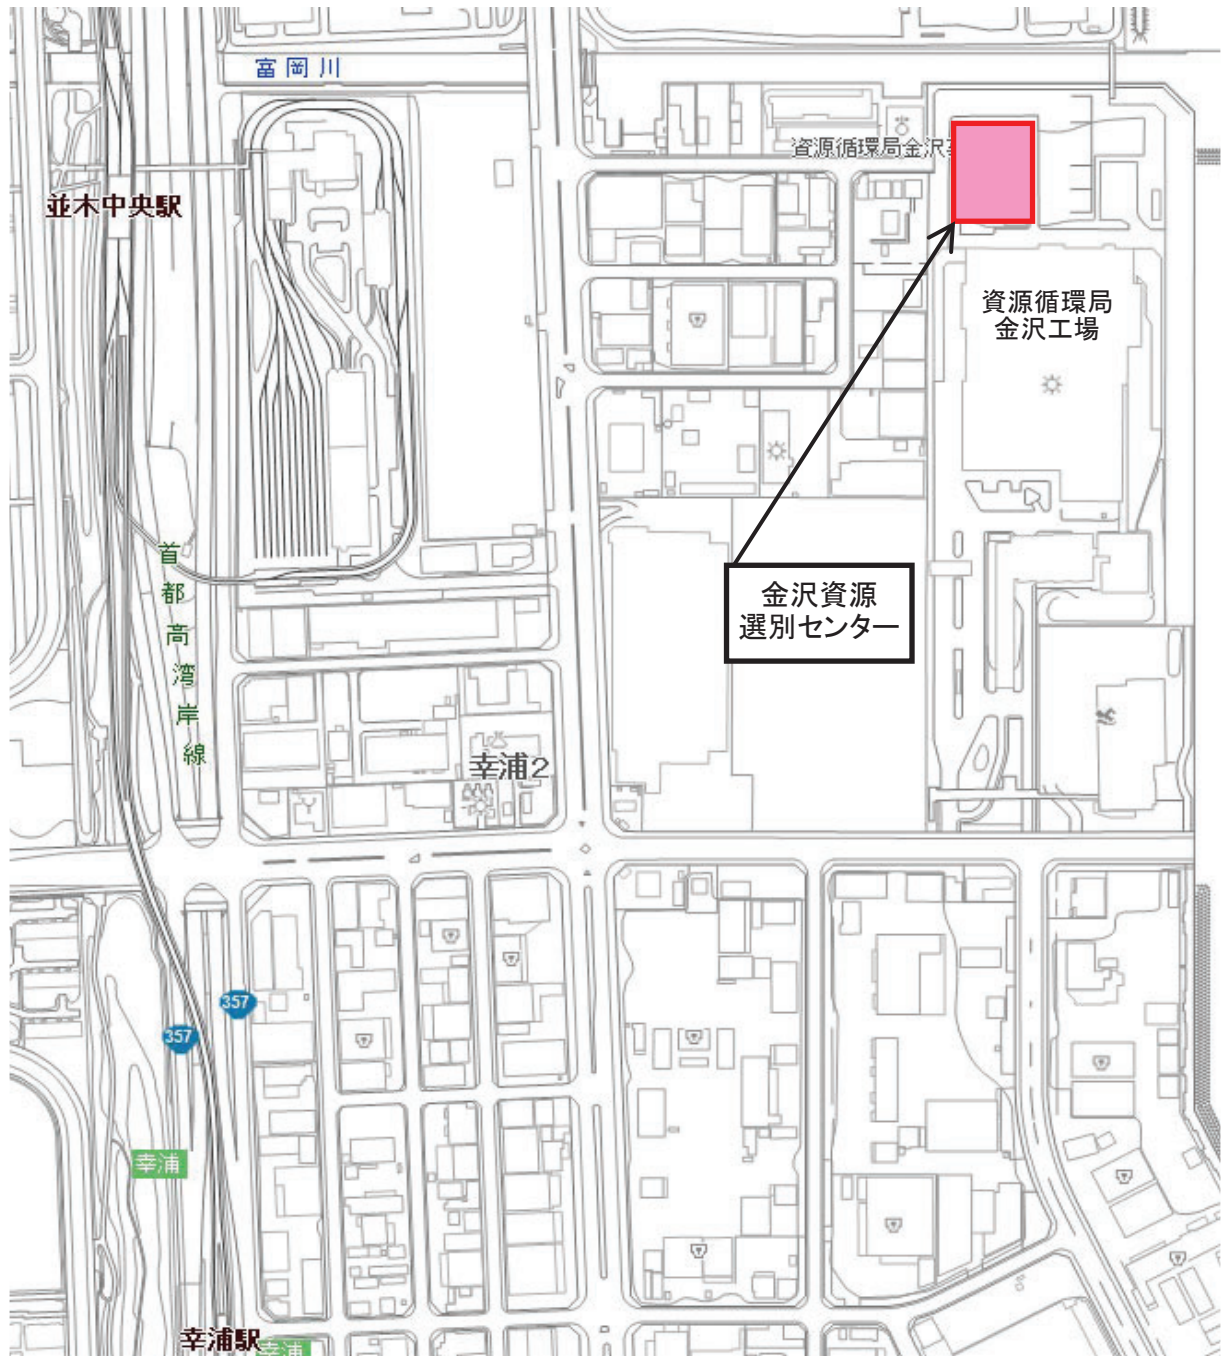 富岡川
資源循環局金沢
並木中央駅
資源循環局
金沢工場
首都高湾岸線
金沢資源
選別センター
幸浦2
357
357
幸浦
幸浦駅
幸浦